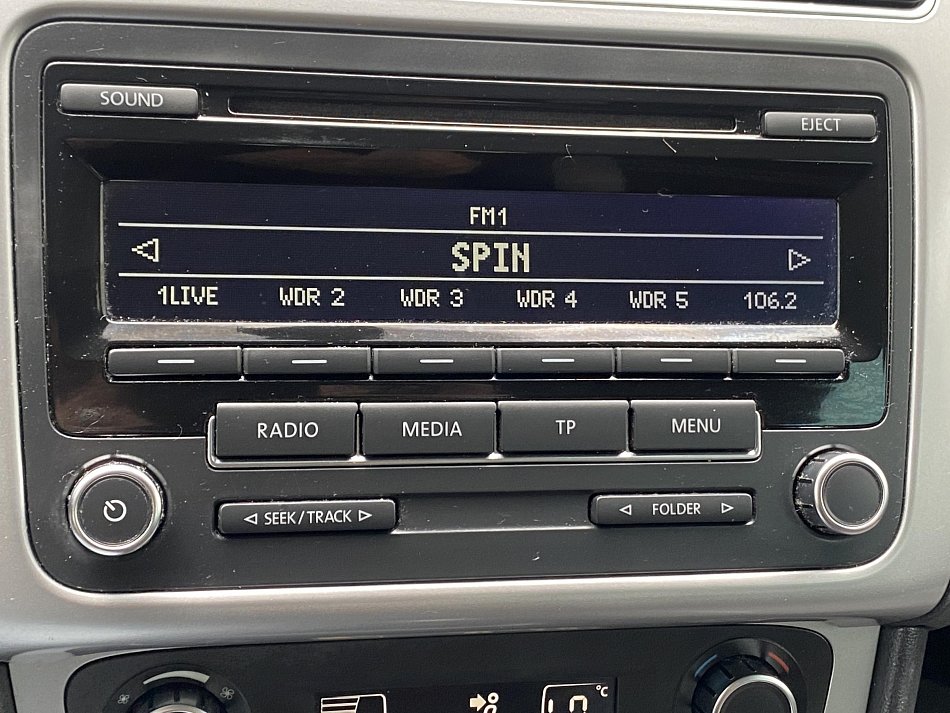 SOUND EJECT
FM1
SPIN
1LIVE WDR 2 WDR 3 WDR 4 WDR 5 106.2
RADIO MEDIA TP MENU
SEEK/TRACK FOLDER
°C